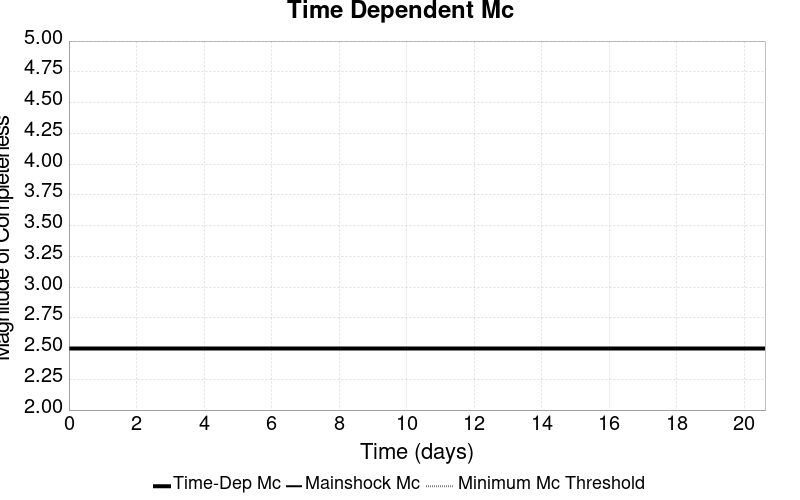 Time Dependent Mc
5.00
4.75
4.50
4.25
4.00
3.75
3.50
3.25
3.00
2.75
2.50
2.25
2.00
Magnitude of Completeness
0 2 4 6 8 10 12 14 16 18 20
Time (days)
Time-Dep Mc Mainshock Mc Minimum Mc Threshold